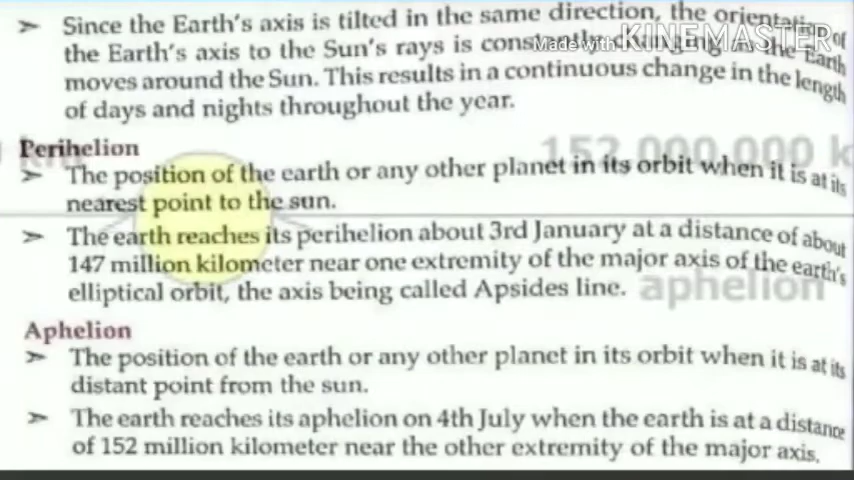 ➢ Since the Earth's axis is tilted in the same direction, the orientation of
the Earth's axis to the Sun's rays is constantly changing as the Earth
moves around the Sun. This results in a continuous change in the length
of days and nights throughout the year.
Made with KINEMASTER
Perihelion
152,000,000 k
➢ The position of the earth or any other planet in its orbit when it is at its
nearest point to the sun.
➢ The earth reaches its perihelion about 3rd January at a distance of about
147 million kilometer near one extremity of the major axis of the earth's
elliptical orbit, the axis being called Apsides line.
aphelion
Aphelion
➢ The position of the earth or any other planet in its orbit when it is at its
distant point from the sun.
➢ The earth reaches its aphelion on 4th July when the earth is at a distance
of 152 million kilometer near the other extremity of the major axis.